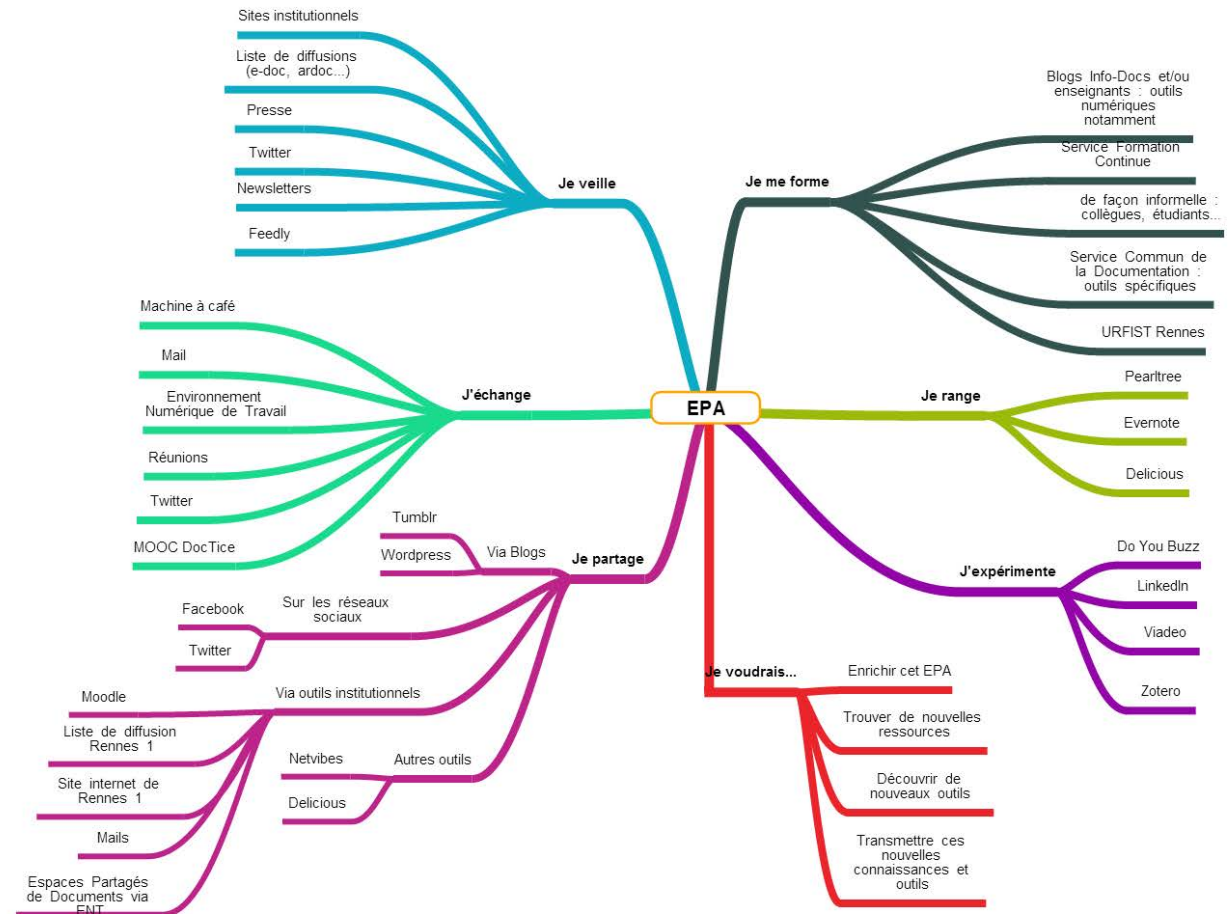 EPA
Je veille
Sites institutionnels
Liste de diffusions
(e-doc, ardoc...)
Presse
Twitter
Newsletters
Feedly
Je me forme
Blogs Info-Docs et/ou
enseignants : outils
numériques
notamment
Service Formation
Continue
de façon informelle :
collègues, étudiants...
Service Commun de
la Documentation :
outils spécifiques
URFIST Rennes
J'échange
Machine à café
Mail
Environnement
Numérique de Travail
Réunions
Twitter
MOOC DocTice
Je range
Pearltree
Evernote
Delicious
Je partage
Via Blogs
Tumblr
Wordpress
Sur les réseaux
sociaux
Facebook
Twitter
Via outils institutionnels
Moodle
Liste de diffusion
Rennes 1
Site internet de
Rennes 1
Mails
Espaces Partagés
de Documents via
ENT
Autres outils
Netvibes
Delicious
J'expérimente
Do You Buzz
LinkedIn
Viadeo
Zotero
Je voudrais...
Enrichir cet EPA
Trouver de nouvelles
ressources
Découvrir de
nouveaux outils
Transmettre ces
nouvelles
connaissances et
outils